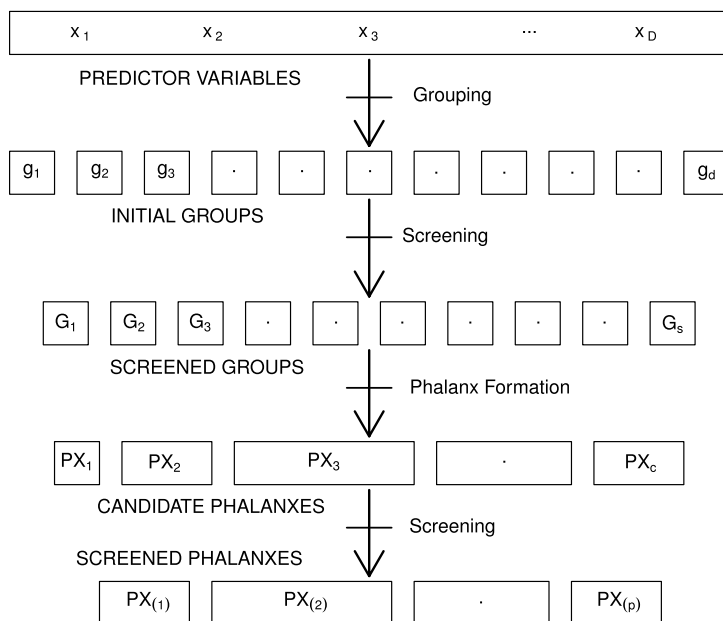 x1 x2 x3 ... xD
PREDICTOR VARIABLES
Grouping
g1 g2 g3 · · · · · · · gd
INITIAL GROUPS
Screening
G1 G2 G3 · · · · · · Gs
SCREENED GROUPS
Phalanx Formation
PX1 PX2 PX3 · PXc
CANDIDATE PHALANXES
Screening
SCREENED PHALANXES
PX(1) PX(2) · PX(p)